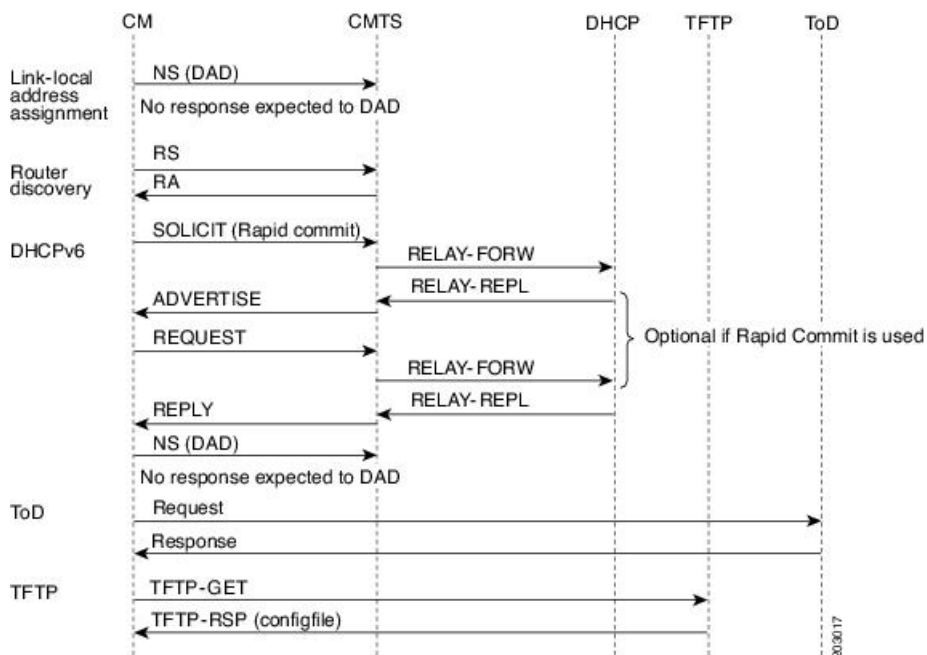 CM CMTS DHCP TFTP ToD
Link-local
address
assignment
NS (DAD)
No response expected to DAD
Router
discovery
RS
RA
DHCPv6
SOLICIT (Rapid commit)
RELAY-FORW
RELAY-REPL
ADVERTISE
REQUEST
Optional if Rapid Commit is used
RELAY-FORW
RELAY-REPL
REPLY
NS (DAD)
No response expected to DAD
ToD
Request
Response
TFTP
TFTP-GET
TFTP-RSP (configfile)
203017